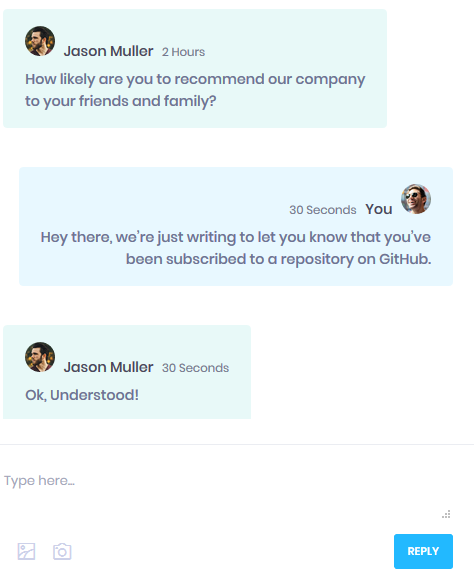 Jason Muller 2 Hours
How likely are you to recommend our company
to your friends and family?
30 Seconds You
Hey there, we’re just writing to let you know that you’ve
been subscribed to a repository on GitHub.
Jason Muller 30 Seconds
Ok, Understood!
Type here...
REPLY